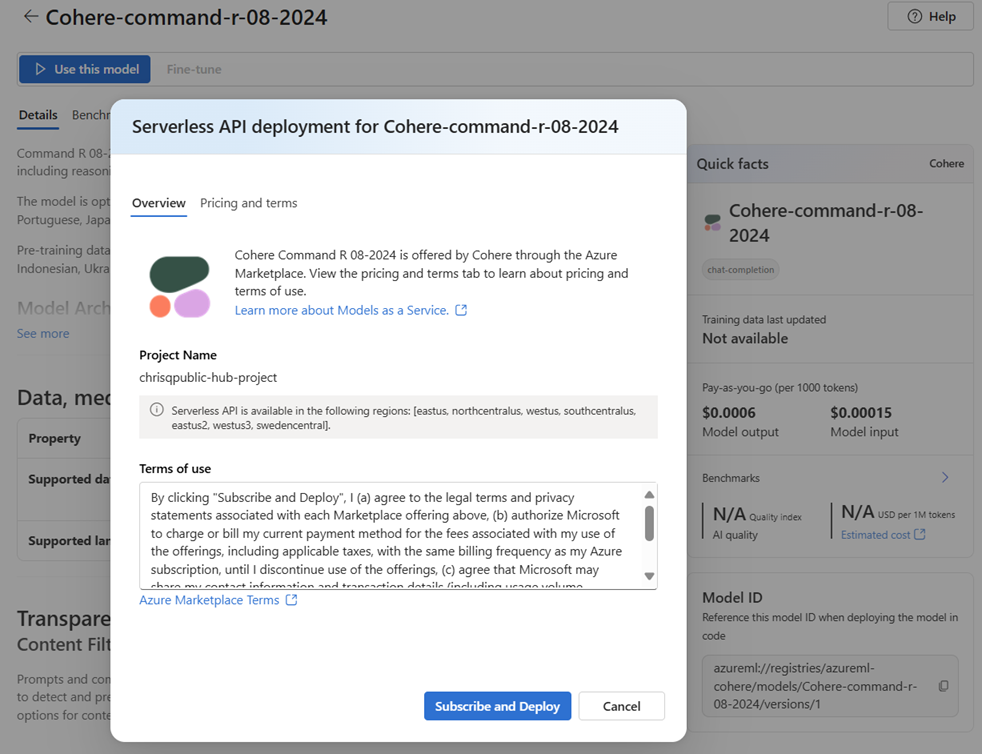 Cohere-command-r-08-2024
Help
Use this model
Fine-tune
Details
Serverless API deployment for Cohere-command-r-08-2024
Command R 08-2
including reasoni
The model is opt
Portuguese, Japa
Pre-training data
Indonesian, Ukra
Model Arch
See more
Data, med
Property
Supported dat
Supported lan
Transpare
Content Filt
Prompts and con
to detect and pre
options for conte
Overview
Pricing and terms
Cohere Command R 08-2024 is offered by Cohere through the Azure
Marketplace. View the pricing and terms tab to learn about pricing and
terms of use.
Learn more about Models as a Service.
Project Name
chrisqpublic-hub-project
Serverless API is available in the following regions: [eastus, northcentralus, westus, southcentralus,
eastus2, westus3, swedencentral].
Terms of use
By clicking "Subscribe and Deploy", I (a) agree to the legal terms and privacy
statements associated with each Marketplace offering above, (b) authorize Microsoft
to charge or bill my current payment method for the fees associated with my use of
the offerings, including applicable taxes, with the same billing frequency as my Azure
subscription, until I discontinue use of the offerings, (c) agree that Microsoft may
share my contact information and transaction details (including usage volume
Azure Marketplace Terms
Subscribe and Deploy
Cancel
Quick facts
Cohere
Cohere-command-r-08-
2024
chat-completion
Training data last updated
Not available
Pay-as-you-go (per 1000 tokens)
$0.0006
$0.00015
Model output
Model input
Benchmarks
N/A Quality index
N/A USD per 1M tokens
AI quality
Estimated cost
Model ID
Reference this model ID when deploying the model in
code
azureml://registries/azureml-
cohere/models/Cohere-command-r-
08-2024/versions/1